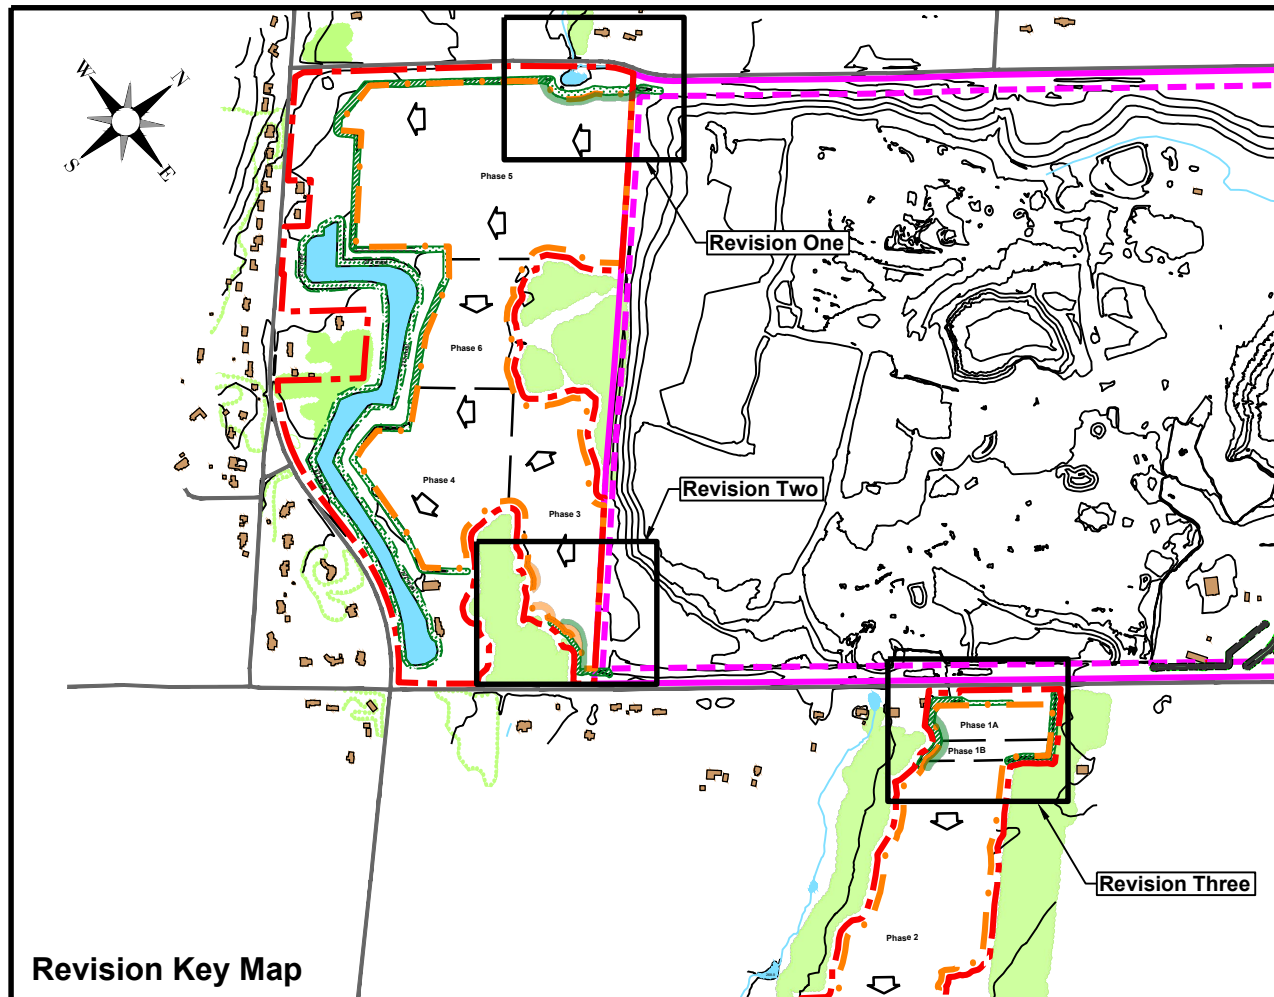 W
N
S
E
Phase 5
Revision One
Phase 6
Phase 4
Revision Two
Phase 3
Phase 1A
Phase 1B
Revision Three
Phase 2
Revision Key Map